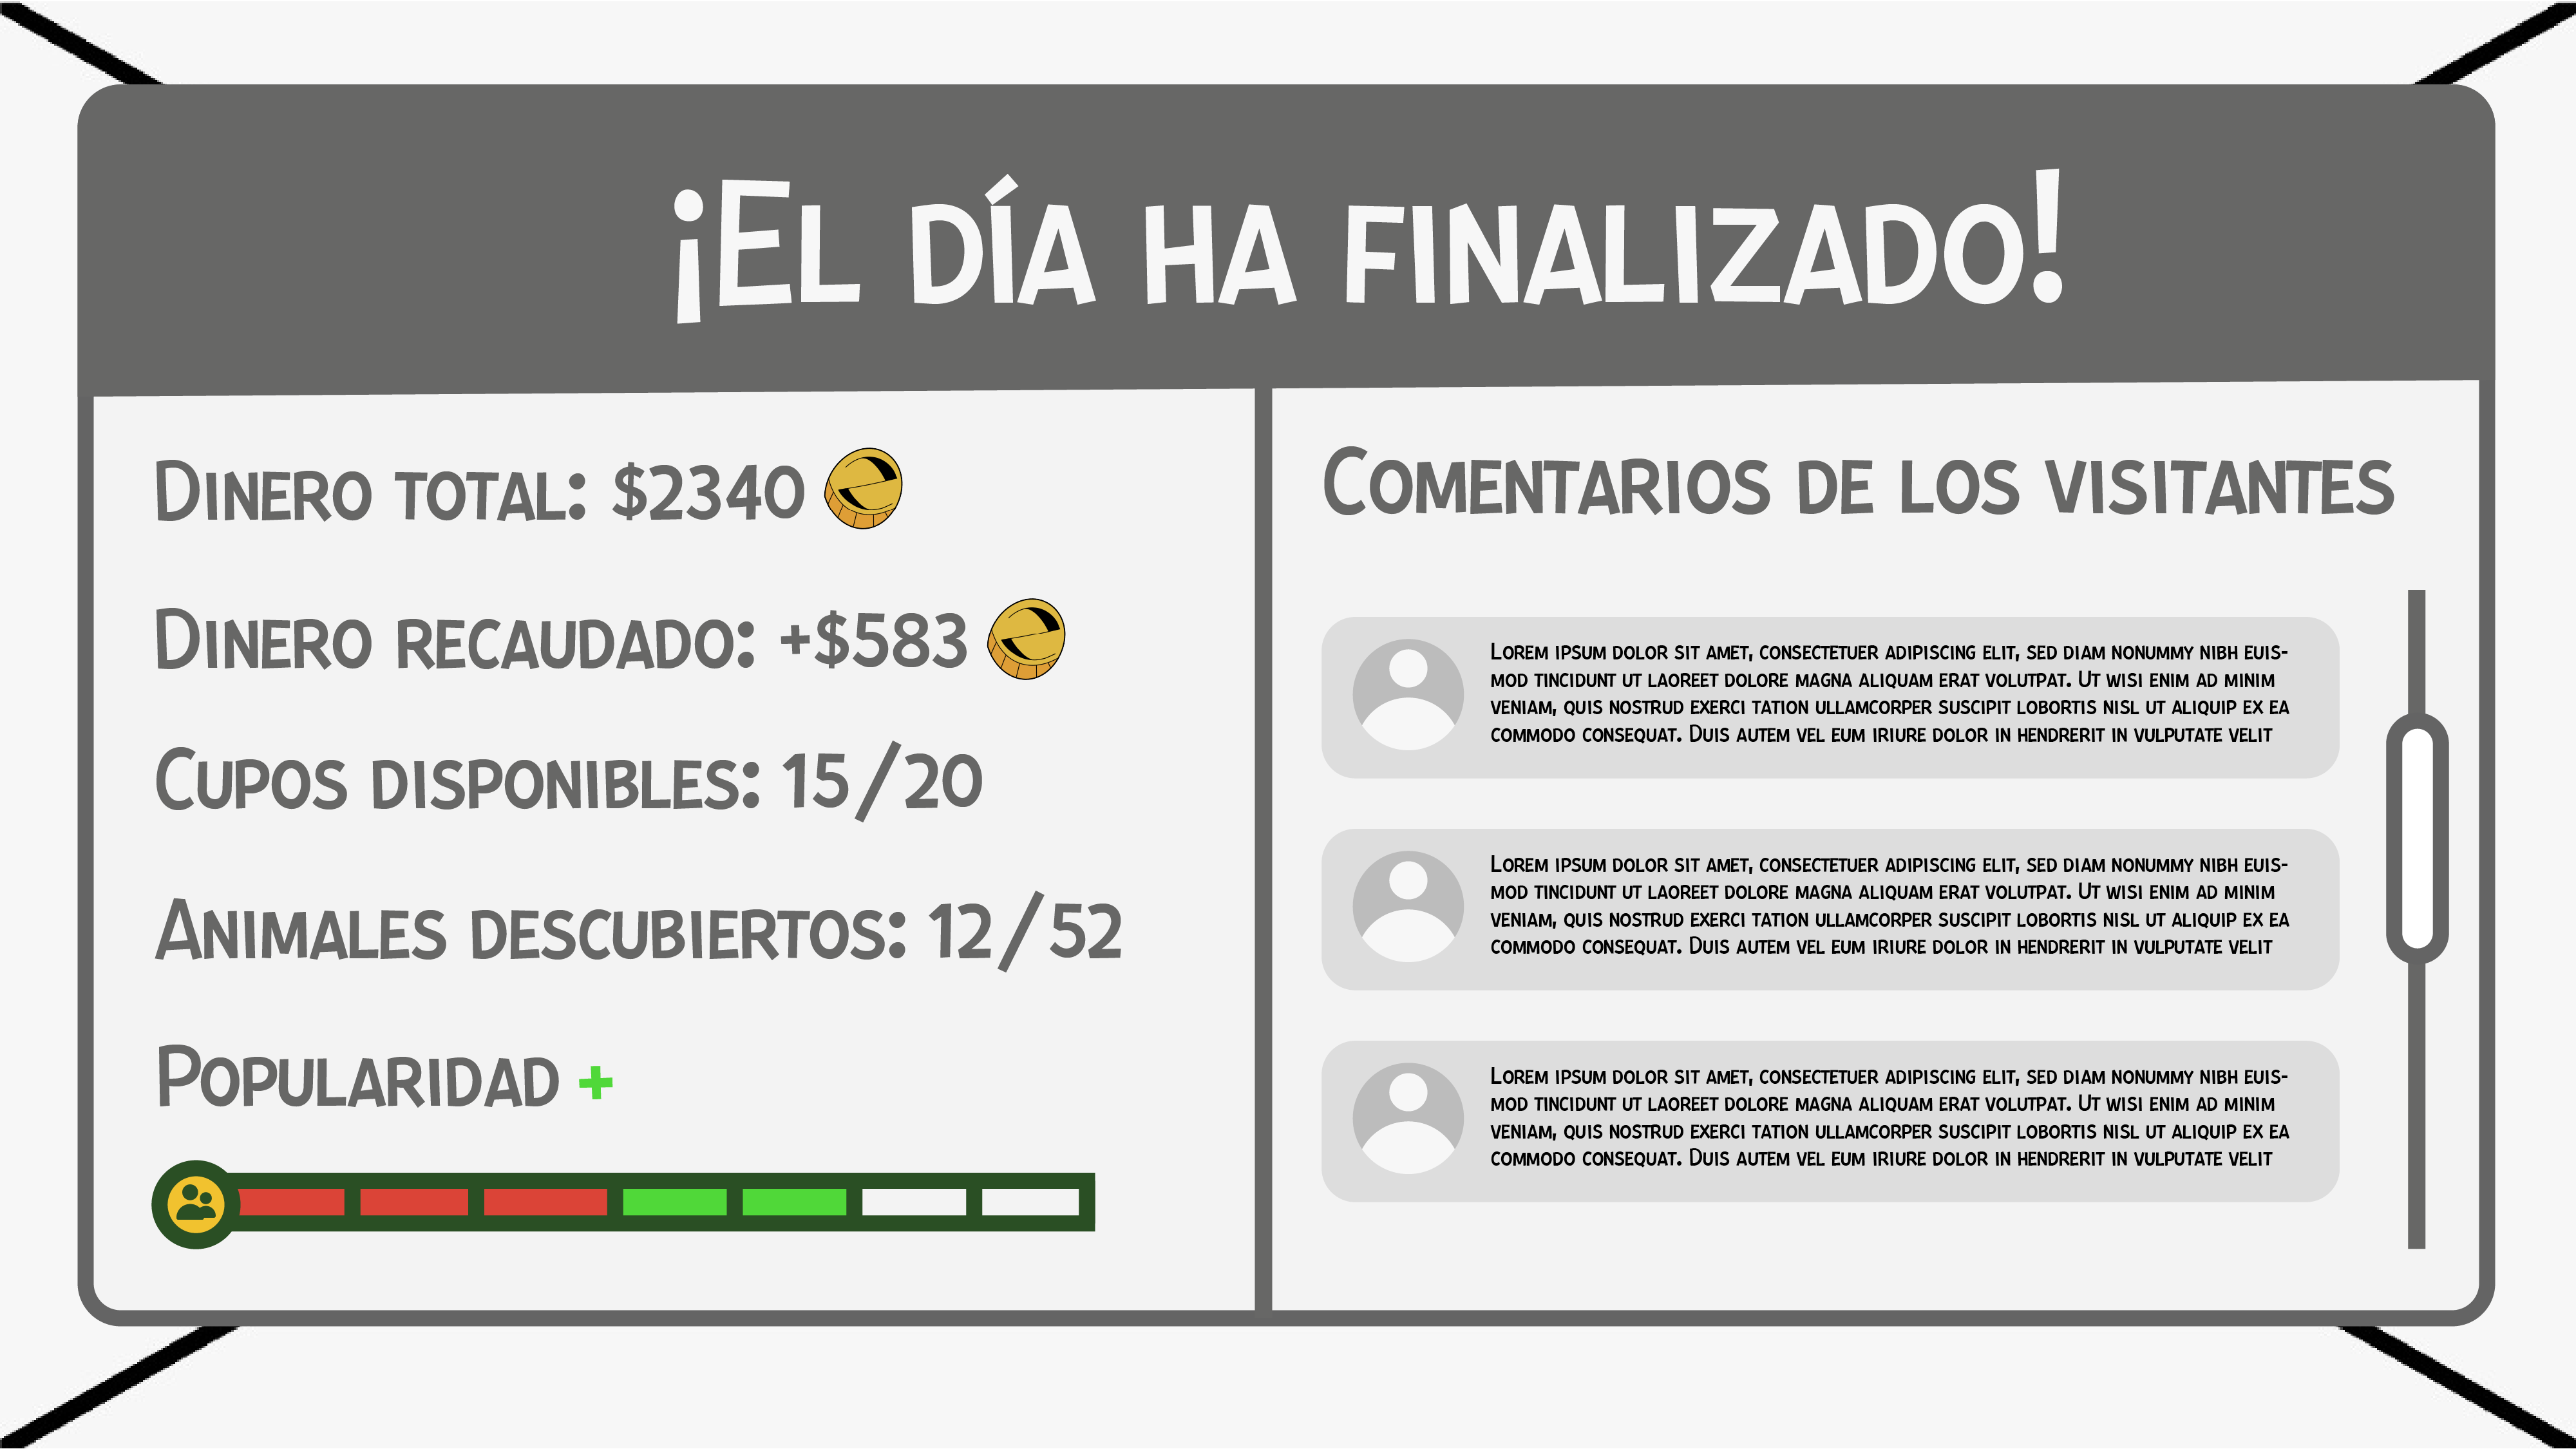 ¡El día ha finalizado!
Dinero total: $2340
Dinero recaudado: +$583
Cupos disponibles: 15/20
Animales descubiertos: 12/52
Popularidad +
Comentarios de los visitantes
Lorem ipsum dolor sit amet, consectetuer adipiscing elit, sed diam nonummy nibh euis-
mod tincidunt ut laoreet dolore magna aliquam erat volutpat. Ut wisi enim ad minim
veniam, quis nostrud exerci tation ullamcorper suscipit lobortis nisl ut aliquip ex ea
commodo consequat. Duis autem vel eum iriure dolor in hendrerit in vulputate velit
Lorem ipsum dolor sit amet, consectetuer adipiscing elit, sed diam nonummy nibh euis-
mod tincidunt ut laoreet dolore magna aliquam erat volutpat. Ut wisi enim ad minim
veniam, quis nostrud exerci tation ullamcorper suscipit lobortis nisl ut aliquip ex ea
commodo consequat. Duis autem vel eum iriure dolor in hendrerit in vulputate velit
Lorem ipsum dolor sit amet, consectetuer adipiscing elit, sed diam nonummy nibh euis-
mod tincidunt ut laoreet dolore magna aliquam erat volutpat. Ut wisi enim ad minim
veniam, quis nostrud exerci tation ullamcorper suscipit lobortis nisl ut aliquip ex ea
commodo consequat. Duis autem vel eum iriure dolor in hendrerit in vulputate velit